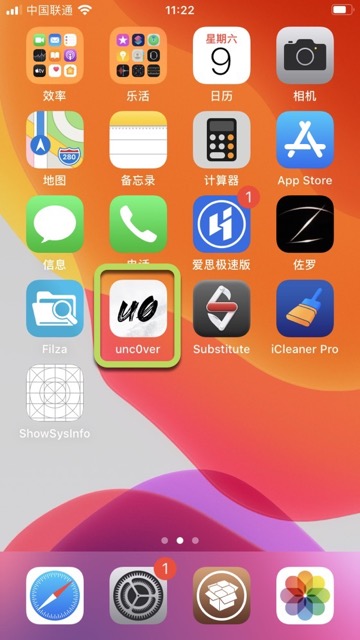 中国联通 11:22
效率 乐活 星期六 9 日历 相机
地图 280 备忘录 计算器 App Store
信息 电话 1 爱思极速版 佐罗
Filza u0 unc0ver Substitute iCleaner Pro
ShowSysInfo
1